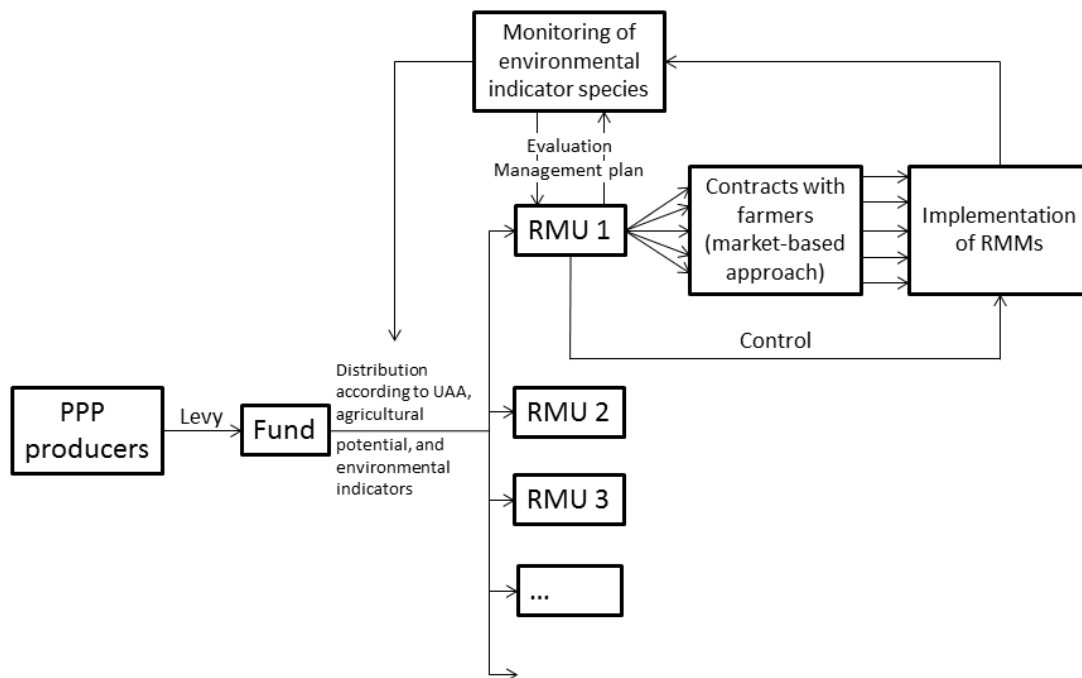 Monitoring of
environmental
indicator species
Evaluation
Management plan
RMU 1
Contracts with
farmers
(market-based
approach)
Implementation
of RMMs
Control
PPP
producers
Levy
Fund
Distribution
according to UAA,
agricultural
potential, and
environmental
indicators
RMU 2
RMU 3
...